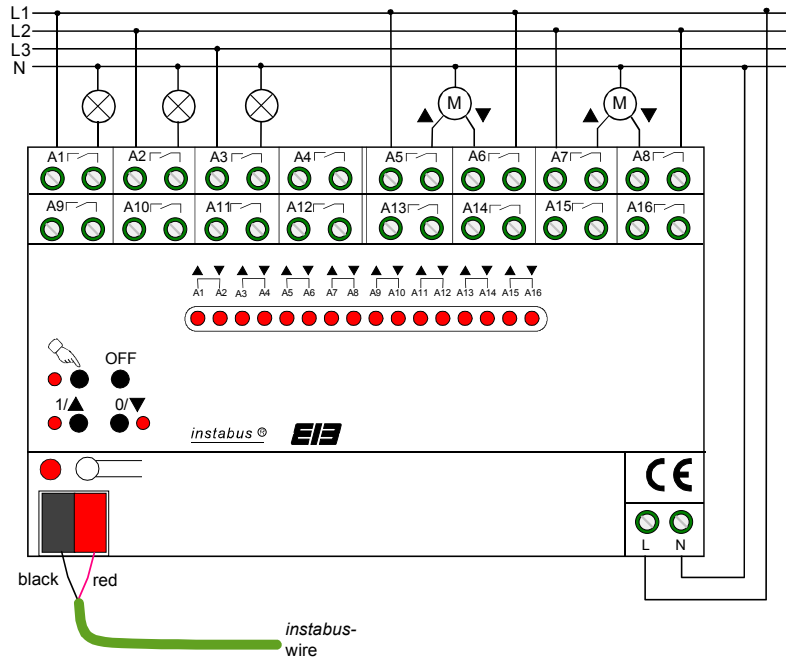 L1
L2
L3
N
M M
A1 A2 A3 A4 A5 A6 A7 A8
A9 A10 A11 A12 A13 A14 A15 A16
A1 A2 A3 A4 A5 A6 A7 A8 A9 A10 A11 A12 A13 A14 A15 A16
OFF
1/▲ 0/▼
instabus ® EIB
CE
L N
black red
instabus-
wire